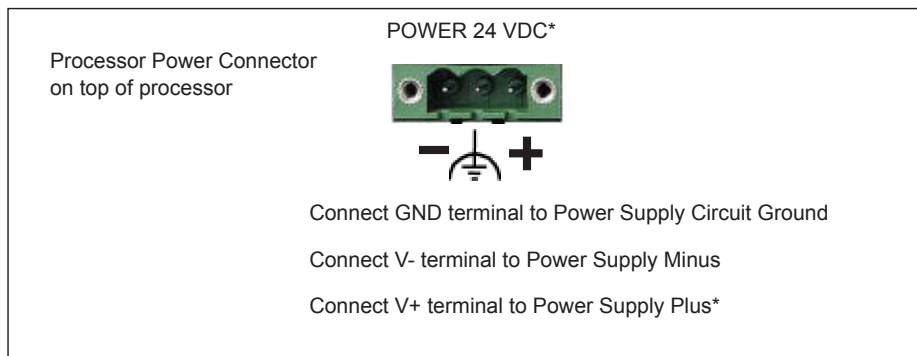 POWER 24 VDC*
Processor Power Connector
on top of processor
− +
Connect GND terminal to Power Supply Circuit Ground
Connect V- terminal to Power Supply Minus
Connect V+ terminal to Power Supply Plus*